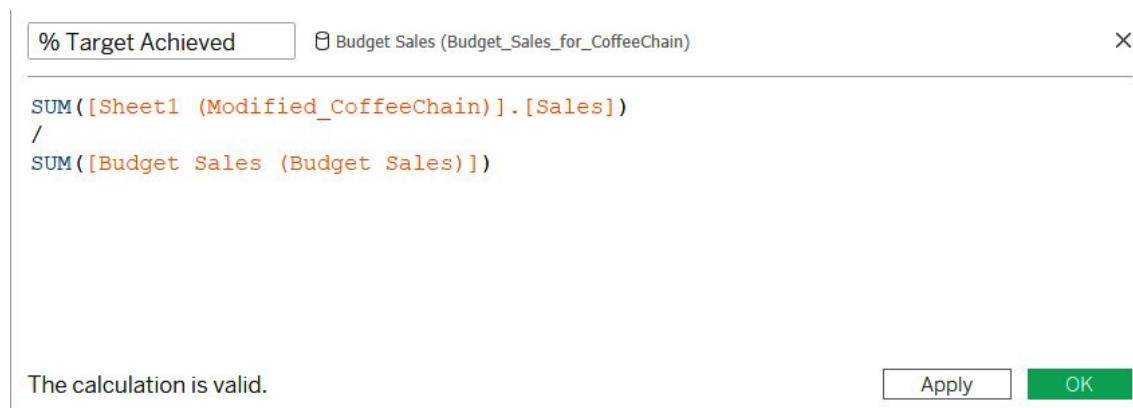 % Target Achieved Budget Sales (Budget_Sales_for_CoffeeChain)
SUM([Sheet1 (Modified_CoffeeChain)].[Sales])
/
SUM([Budget Sales (Budget Sales)])
The calculation is valid. Apply OK